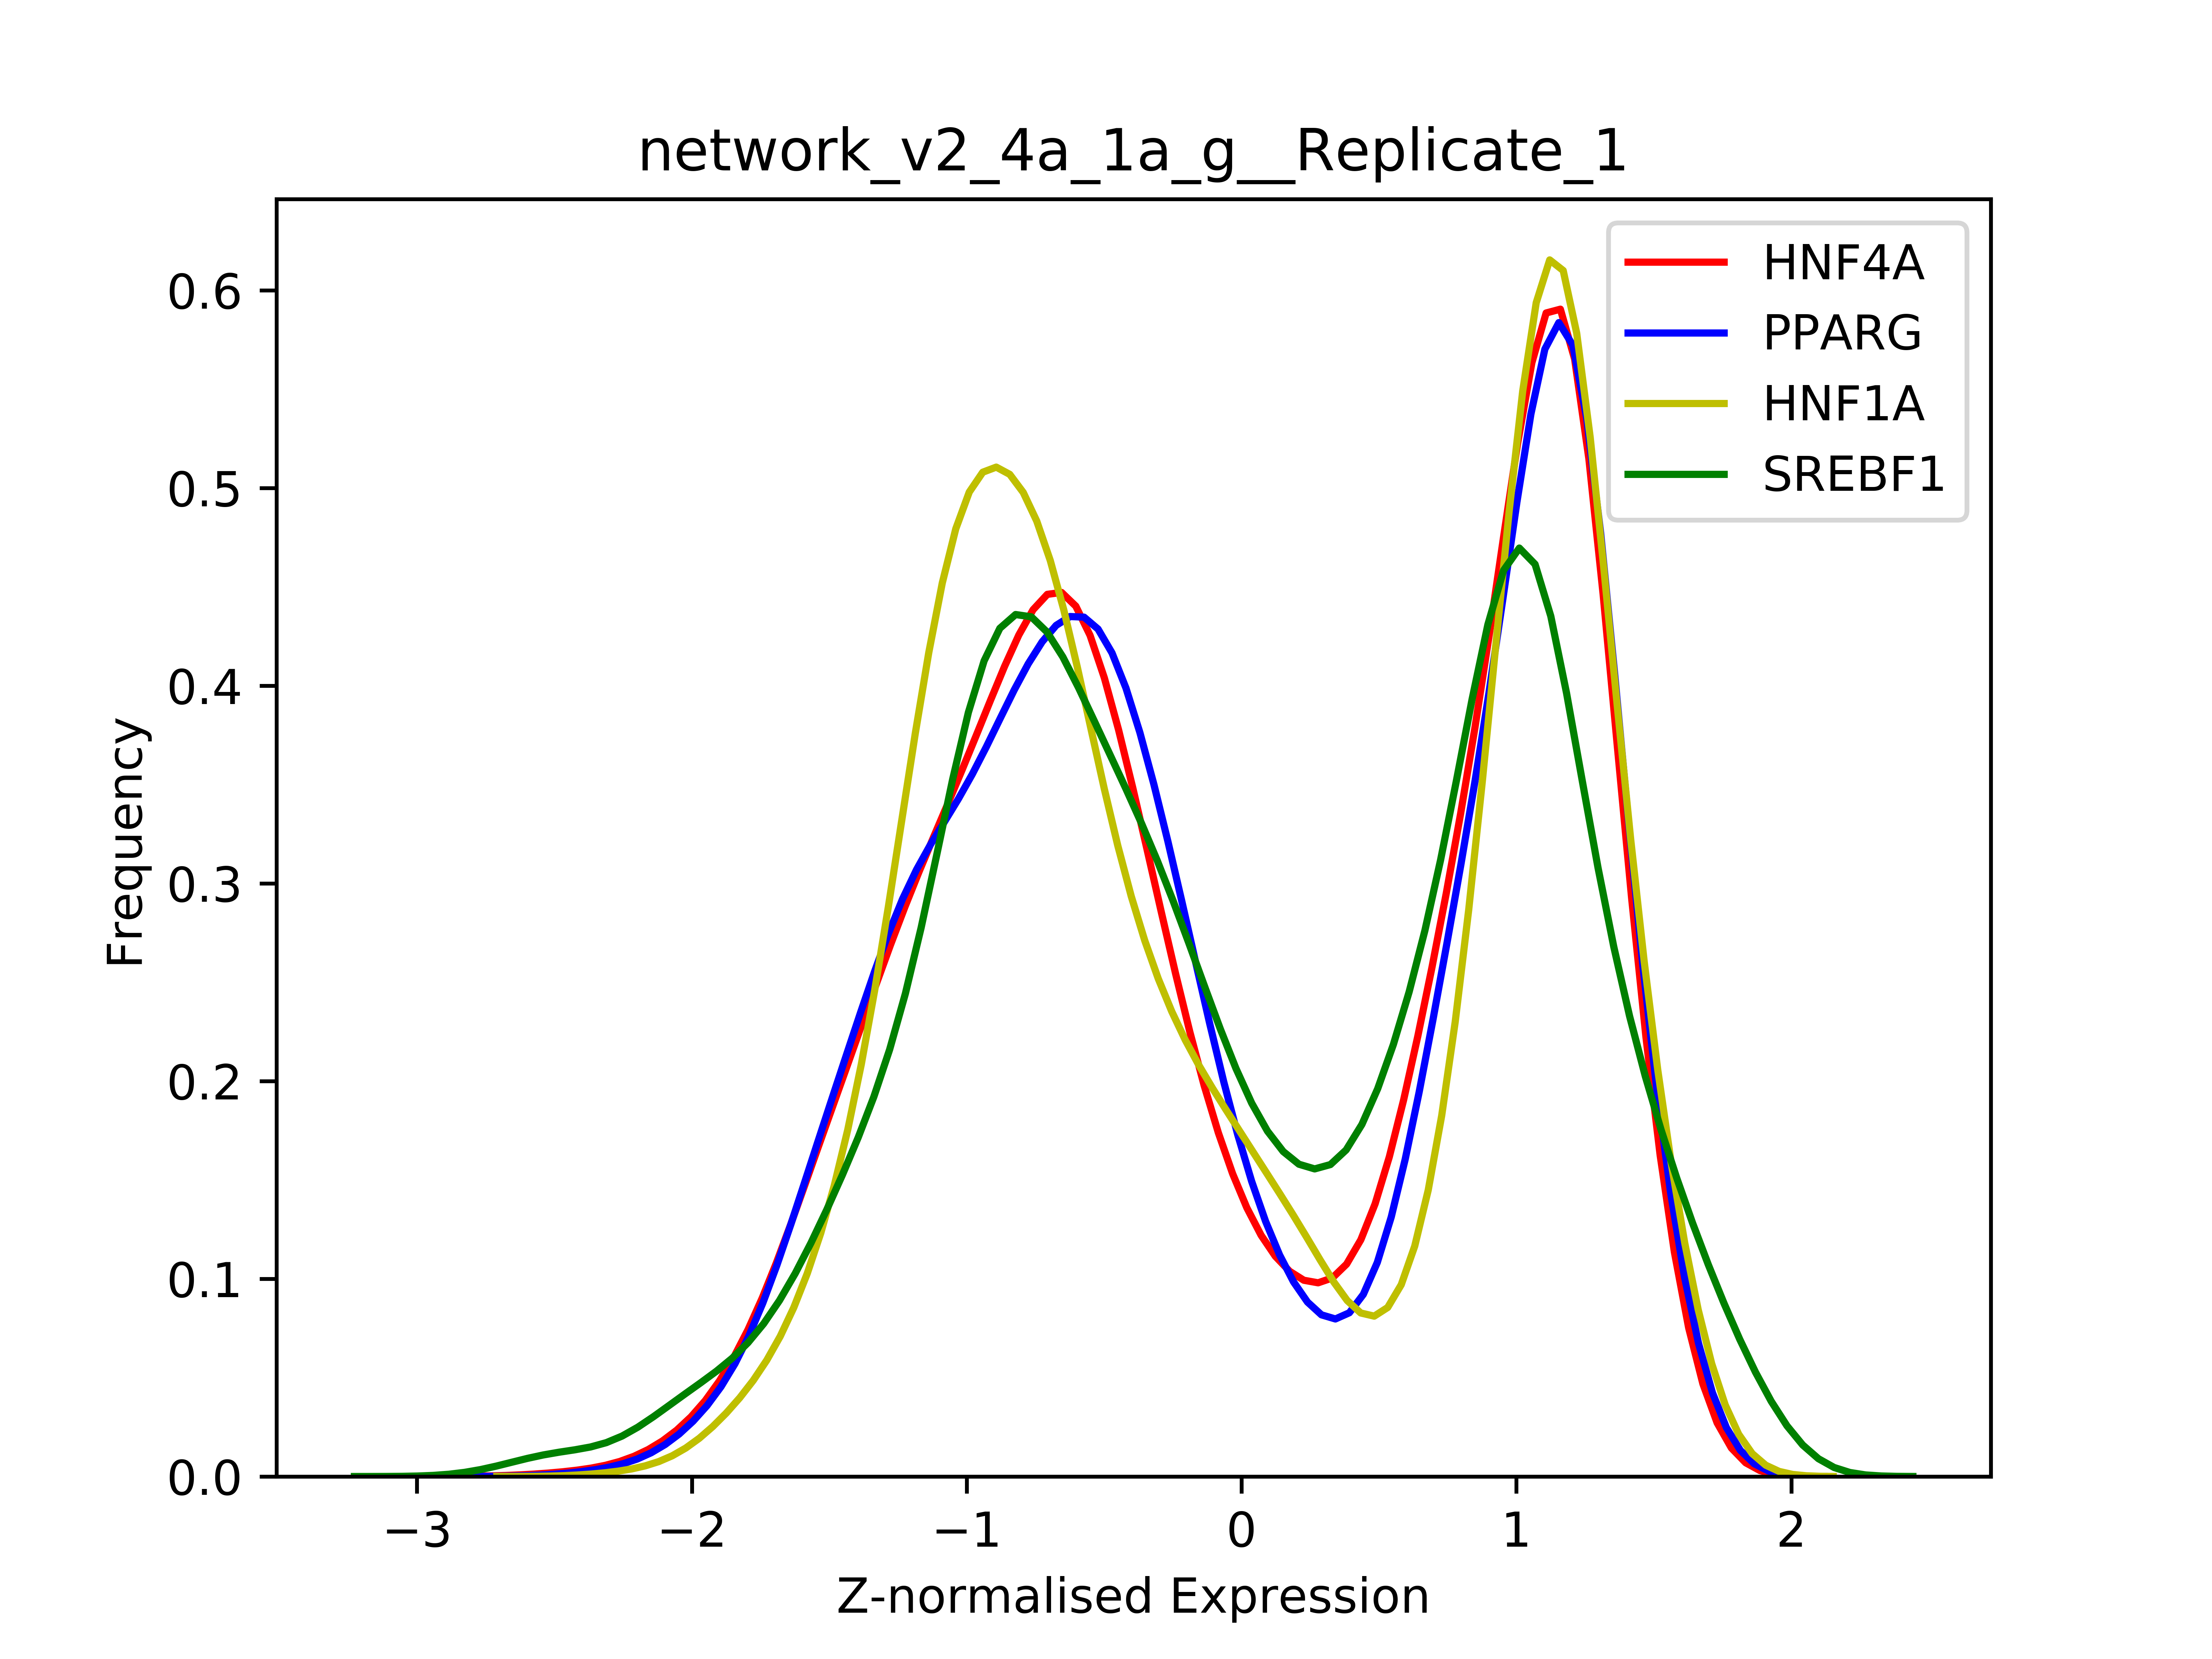 network_v2_4a_1a_g__Replicate_1
HNF4A
PPARG
HNF1A
SREBF1
Frequency
0.6
0.5
0.4
0.3
0.2
0.1
0.0
−3 −2 −1 0 1 2
Z-normalised Expression